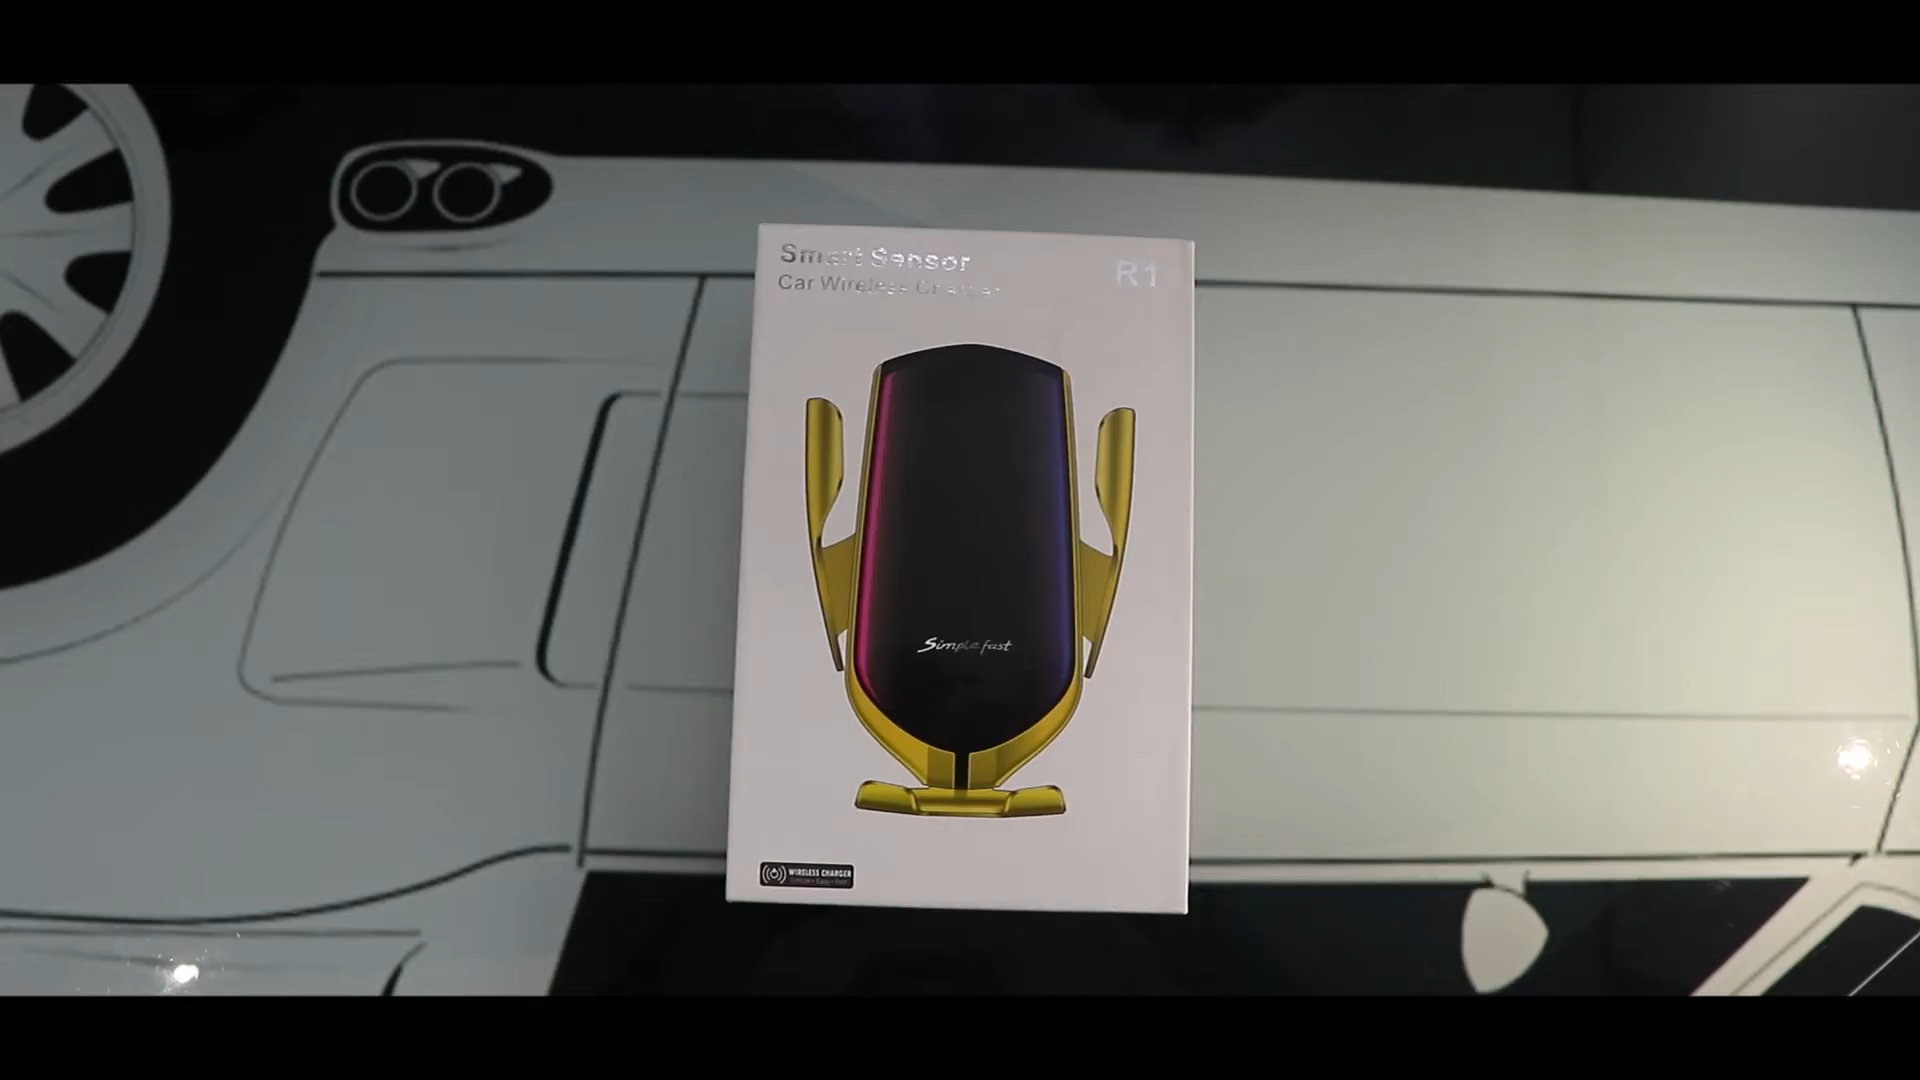 Smart Sensor
R1
Car Wireless Charger
Simple fast
WIRELESS CHARGER